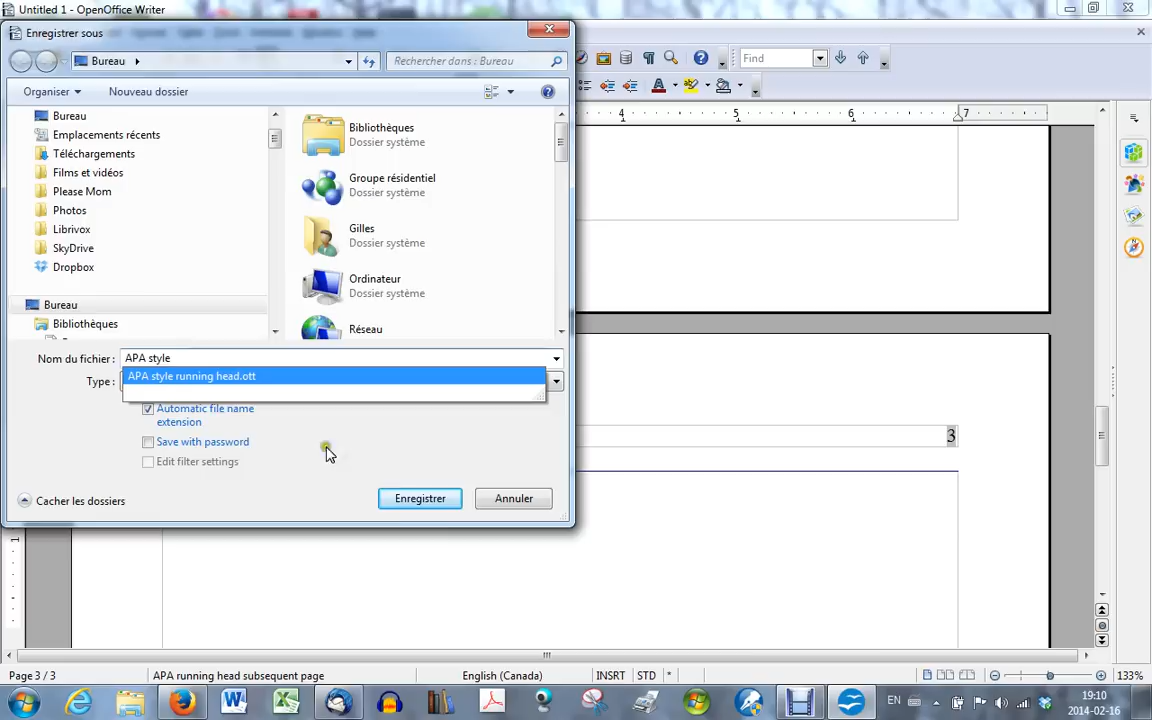 Untitled 1 - OpenOffice Writer
Enregistrer sous
Bureau
Rechercher dans : Bureau
Find
Organiser
Nouveau dossier
Bureau
Emplacements récents
Téléchargements
Films et vidéos
Please Mom
Photos
Librivox
SkyDrive
Dropbox
Bureau
Bibliothèques
Bibliothèques
Dossier système
Groupe résidentiel
Dossier système
Gilles
Dossier système
Ordinateur
Dossier système
Réseau
4 5 6 7
Nom du fichier : APA style
Type :
APA style running head.ott
Automatic file name
extension
Save with password
Edit filter settings
Cacher les dossiers
Enregistrer
Annuler
3
1
Page 3 / 3
APA running head subsequent page
English (Canada)
INSRT
STD
*
133%
EN
19:10
2014-02-16